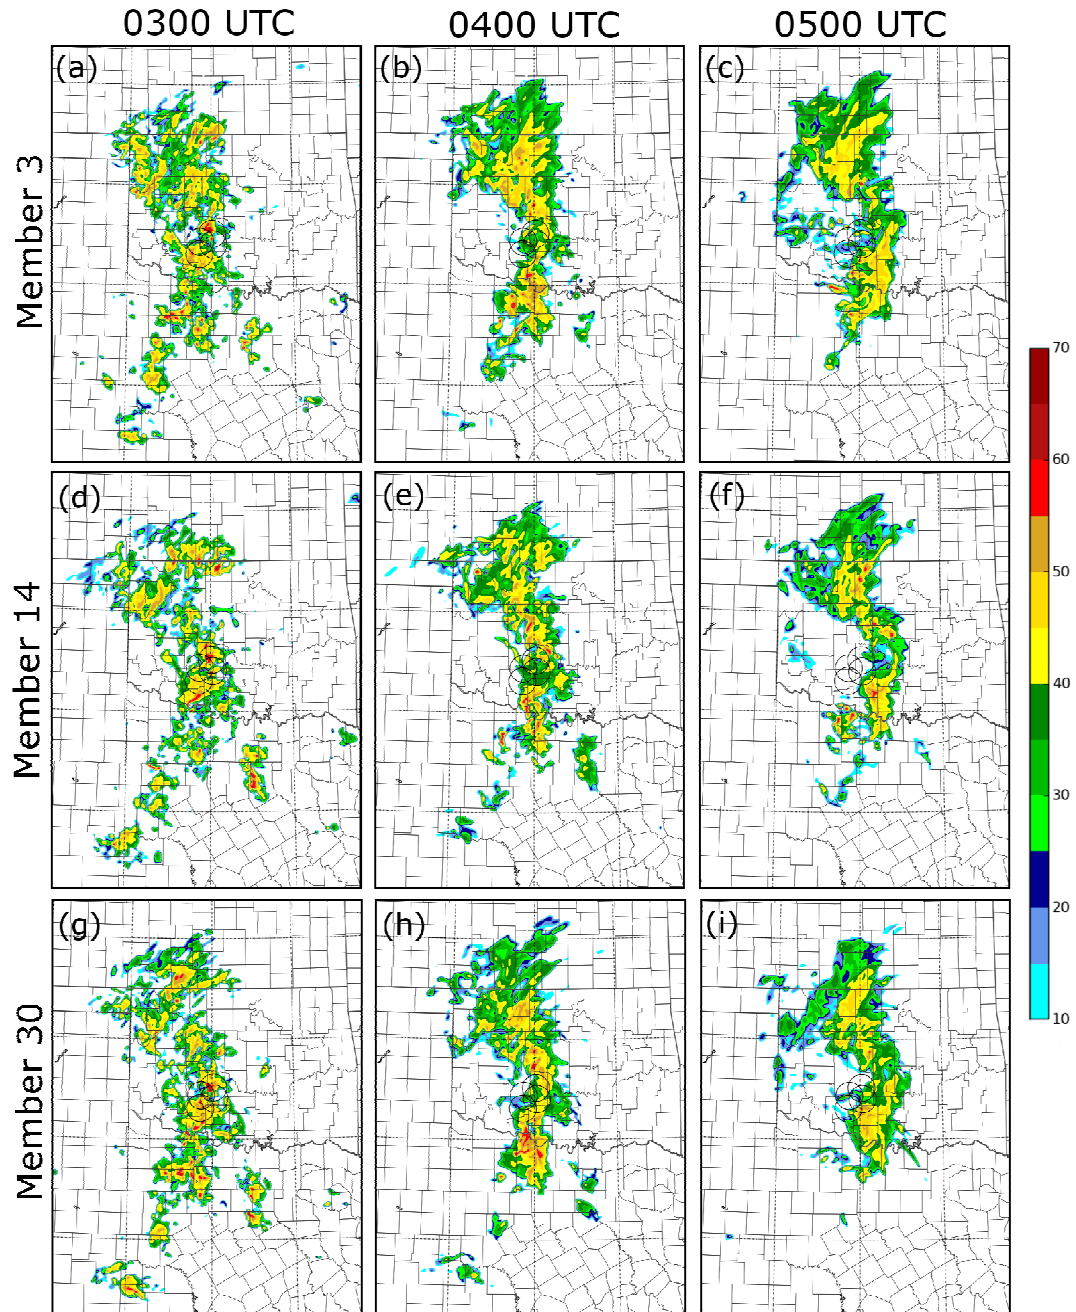 0300 UTC 0400 UTC 0500 UTC
(a) (b) (c)
Member 3
(d) (e) (f)
Member 14
(g) (h) (i)
Member 30
70
60
50
40
30
20
10